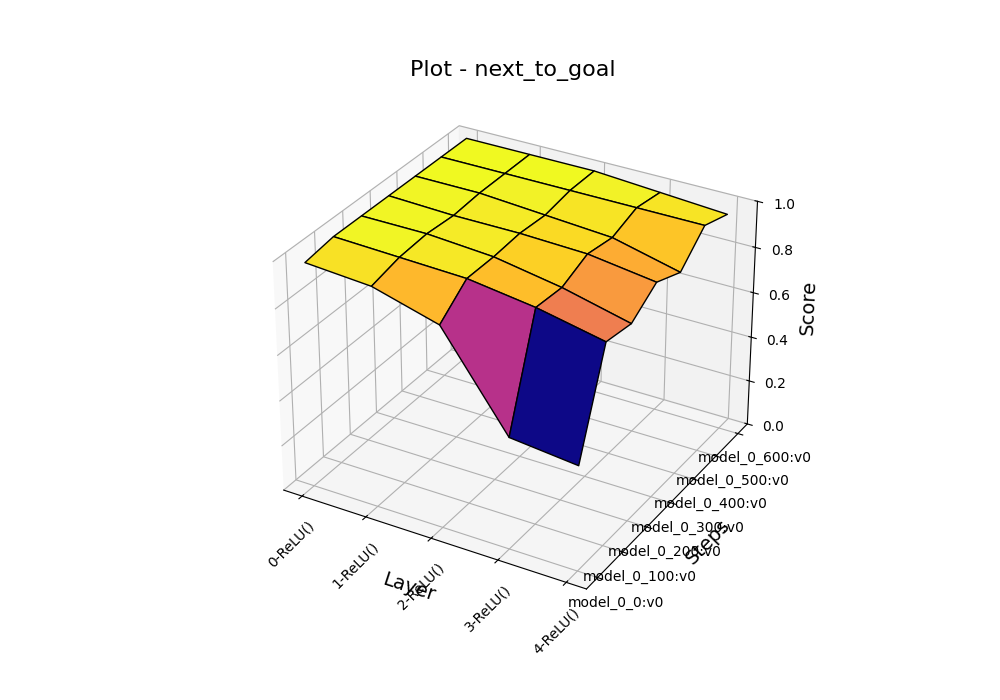 Plot - next_to_goal
1.0
0.8
0.6
0.4
0.2
0.0
Score
model_0_600:v0
model_0_500:v0
model_0_400:v0
model_0_300:v0
model_0_200:v0
model_0_100:v0
model_0_0:v0
Steps
0-ReLU()
1-ReLU()
2-ReLU()
3-ReLU()
4-ReLU()
Layer